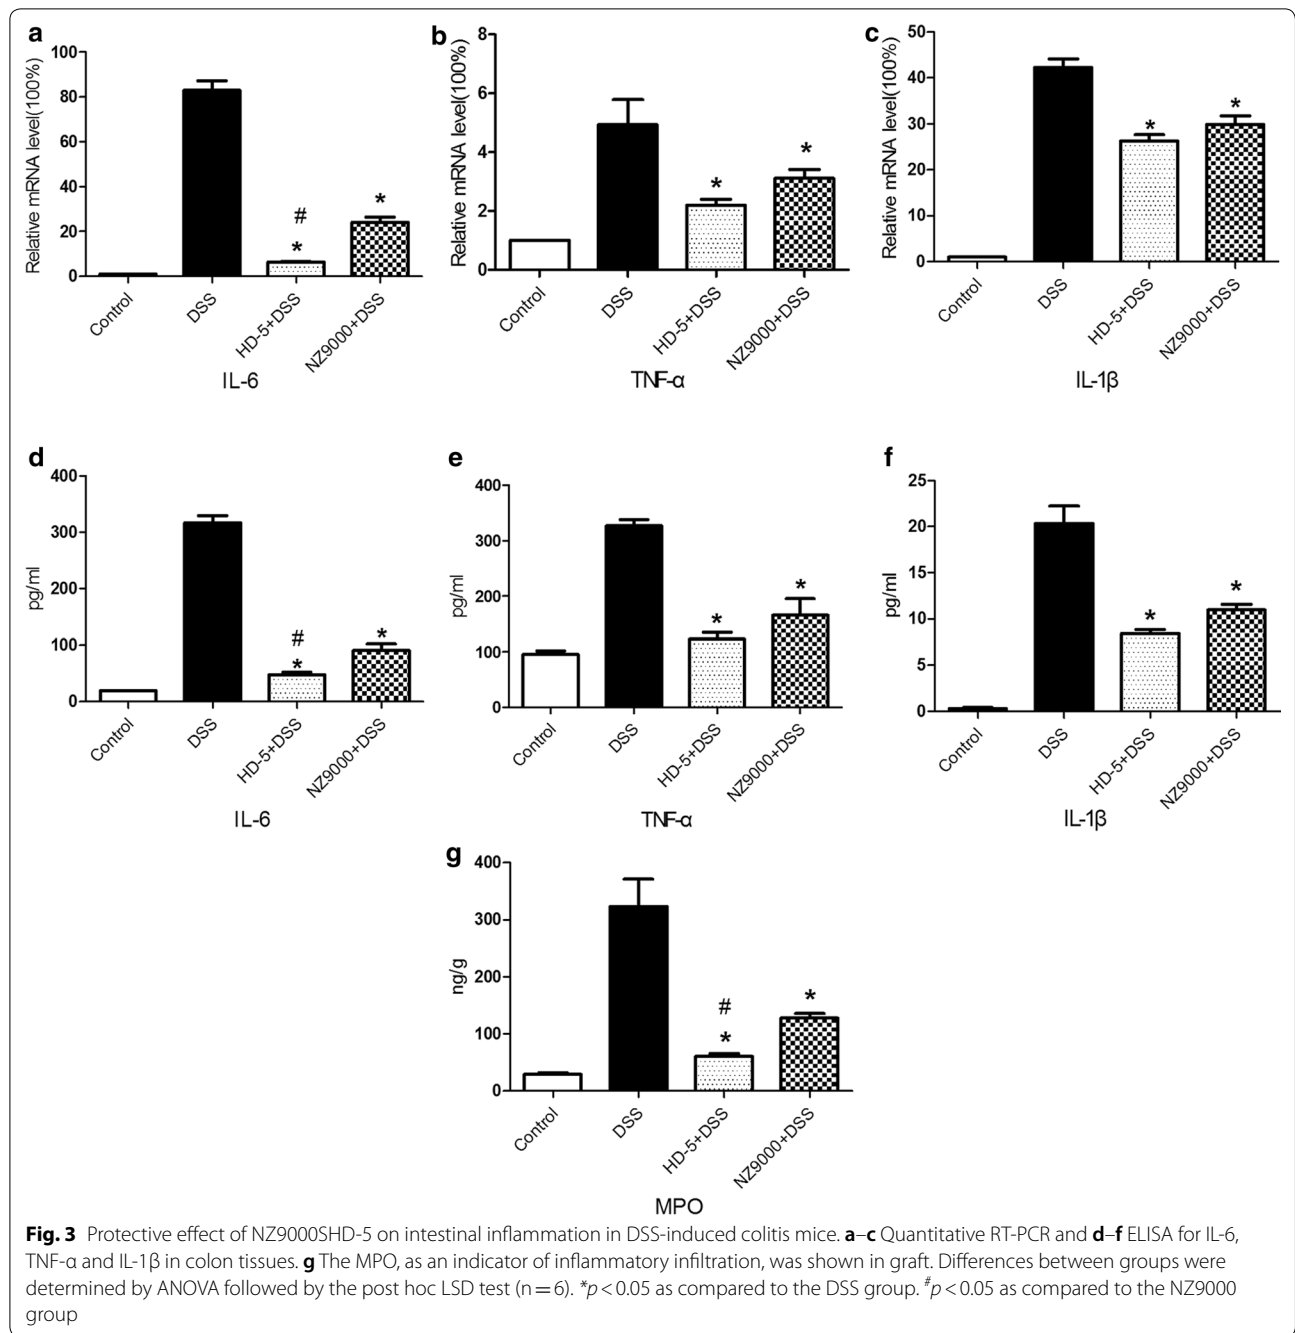 a
Relative mRNA level(100%)
100
80
60
40
20
0
#
*
*
Control
DSS
HD-5+DSS
NZ9000+DSS
IL-6
b
Relative mRNA level(100%)
8
6
4
2
0
*
*
Control
DSS
HD-5+DSS
NZ9000+DSS
TNF-α
c
Relative mRNA level(100%)
50
40
30
20
10
0
*
*
Control
DSS
HD-5+DSS
NZ9000+DSS
IL-1β
d
pg/ml
400
300
200
100
0
#
*
*
Control
DSS
HD-5+DSS
NZ9000+DSS
IL-6
e
pg/ml
400
300
200
100
0
*
*
Control
DSS
HD-5+DSS
NZ9000+DSS
TNF-α
f
pg/ml
25
20
15
10
5
0
*
*
Control
DSS
HD-5+DSS
NZ9000+DSS
IL-1β
g
ng/g
400
300
200
100
0
#
*
*
Control
DSS
HD-5+DSS
NZ9000+DSS
MPO
Fig. 3 Protective effect of NZ9000SHD-5 on intestinal inflammation in DSS-induced colitis mice. a–c Quantitative RT-PCR and d–f ELISA for IL-6,
TNF-α and IL-1β in colon tissues. g The MPO, as an indicator of inflammatory infiltration, was shown in graft. Differences between groups were
determined by ANOVA followed by the post hoc LSD test (n = 6). *p < 0.05 as compared to the DSS group. #p < 0.05 as compared to the NZ9000
group